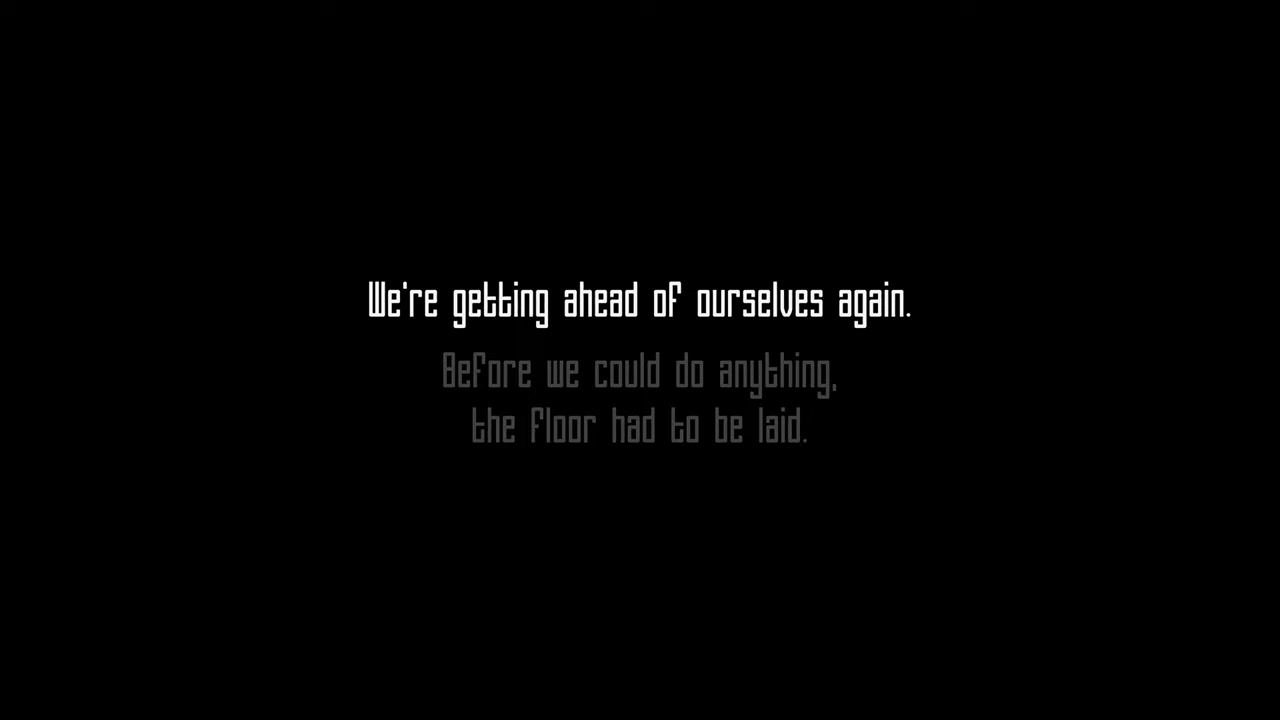 We're getting ahead of ourselves again.
Before we could do anything,
the floor had to be laid.